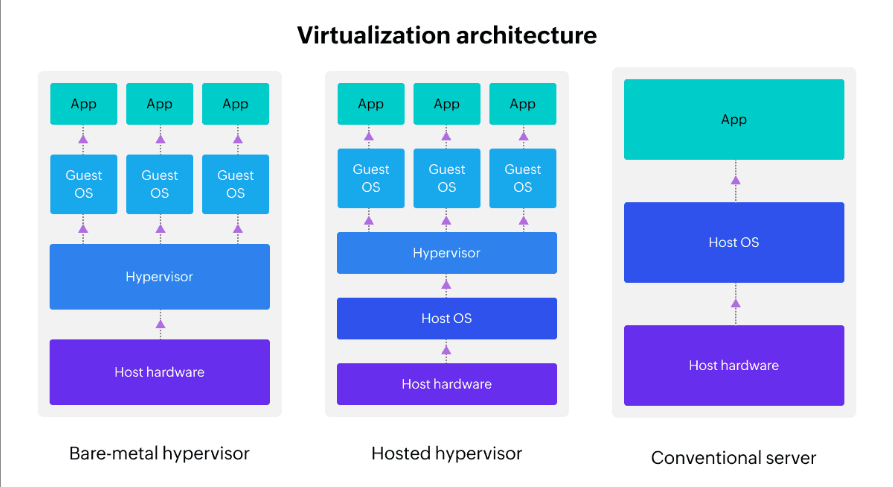 Virtualization architecture
App
App
App
Guest
OS
Guest
OS
Guest
OS
Hypervisor
Host hardware
Bare-metal hypervisor
App
App
App
Guest
OS
Guest
OS
Guest
OS
Hypervisor
Host OS
Host hardware
Hosted hypervisor
App
Host OS
Host hardware
Conventional server